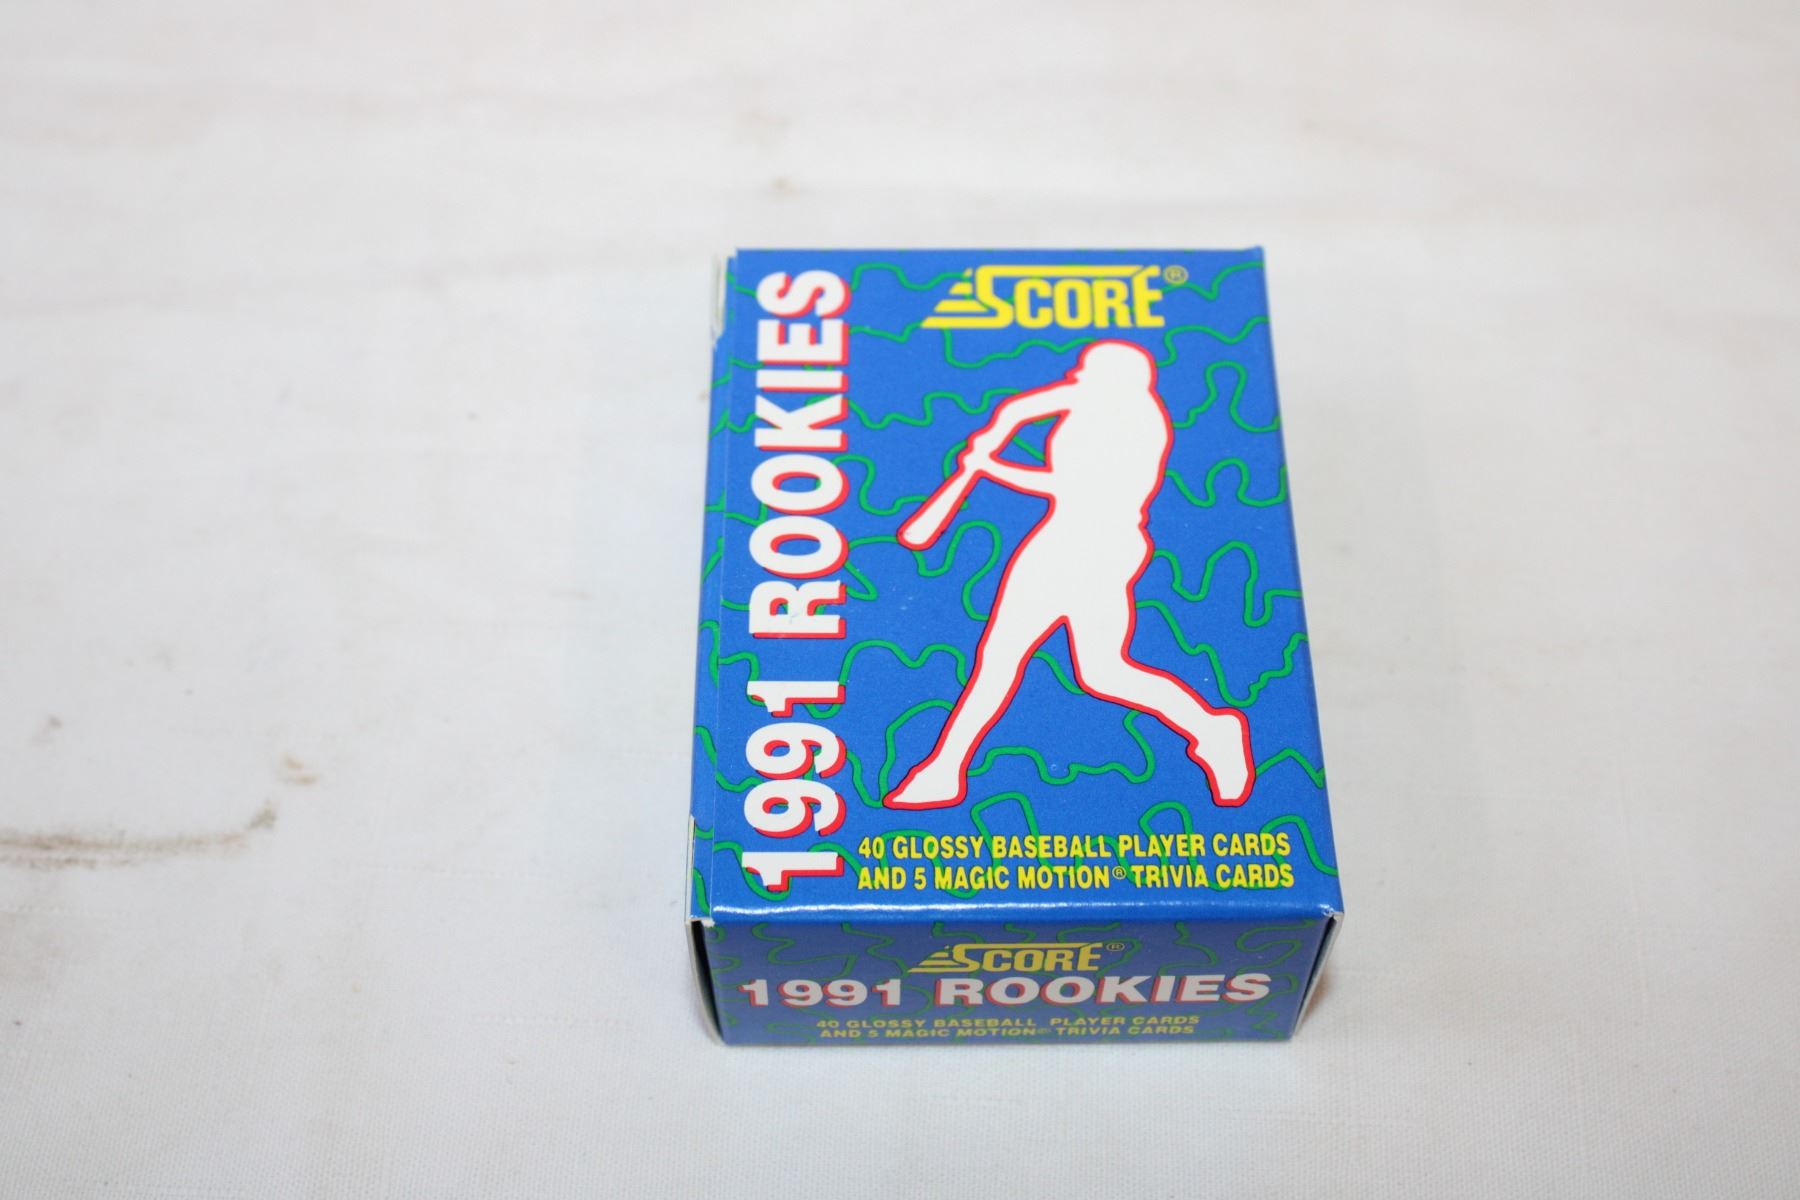 SCORE®
1991 ROOKIES
40 GLOSSY BASEBALL PLAYER CARDS
AND 5 MAGIC MOTION® TRIVIA CARDS
SCORE®
1991 ROOKIES
40 GLOSSY BASEBALL PLAYER CARDS
AND 5 MAGIC MOTION® TRIVIA CARDS